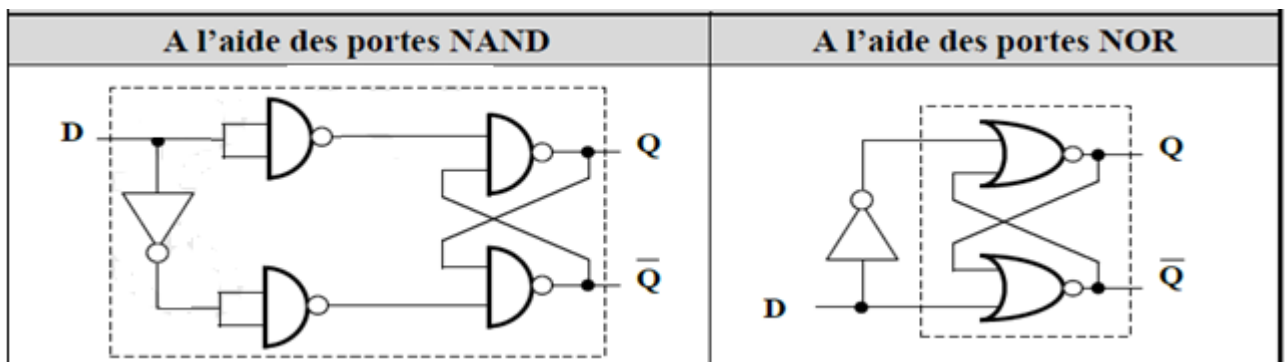 A l’aide des portes NAND
A l’aide des portes NOR
D
Q
Q̅
Q
Q̅
D